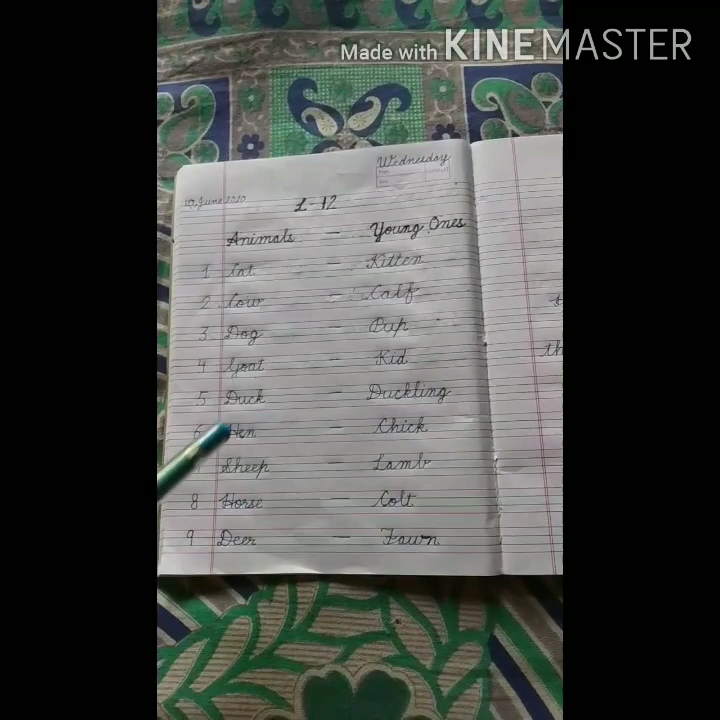 Made with KINEMASTER
Wednesday
10, June 2020
L-12
Animals - Young Ones
1 Cat - Kitten
2 Cow - Calf
3 Dog - Pup
4 Goat - Kid
5 Duck - Duckling
6 Hen - Chick
Sheep - Lamb
8 Horse - Colt
9 Deer - Fawn
th